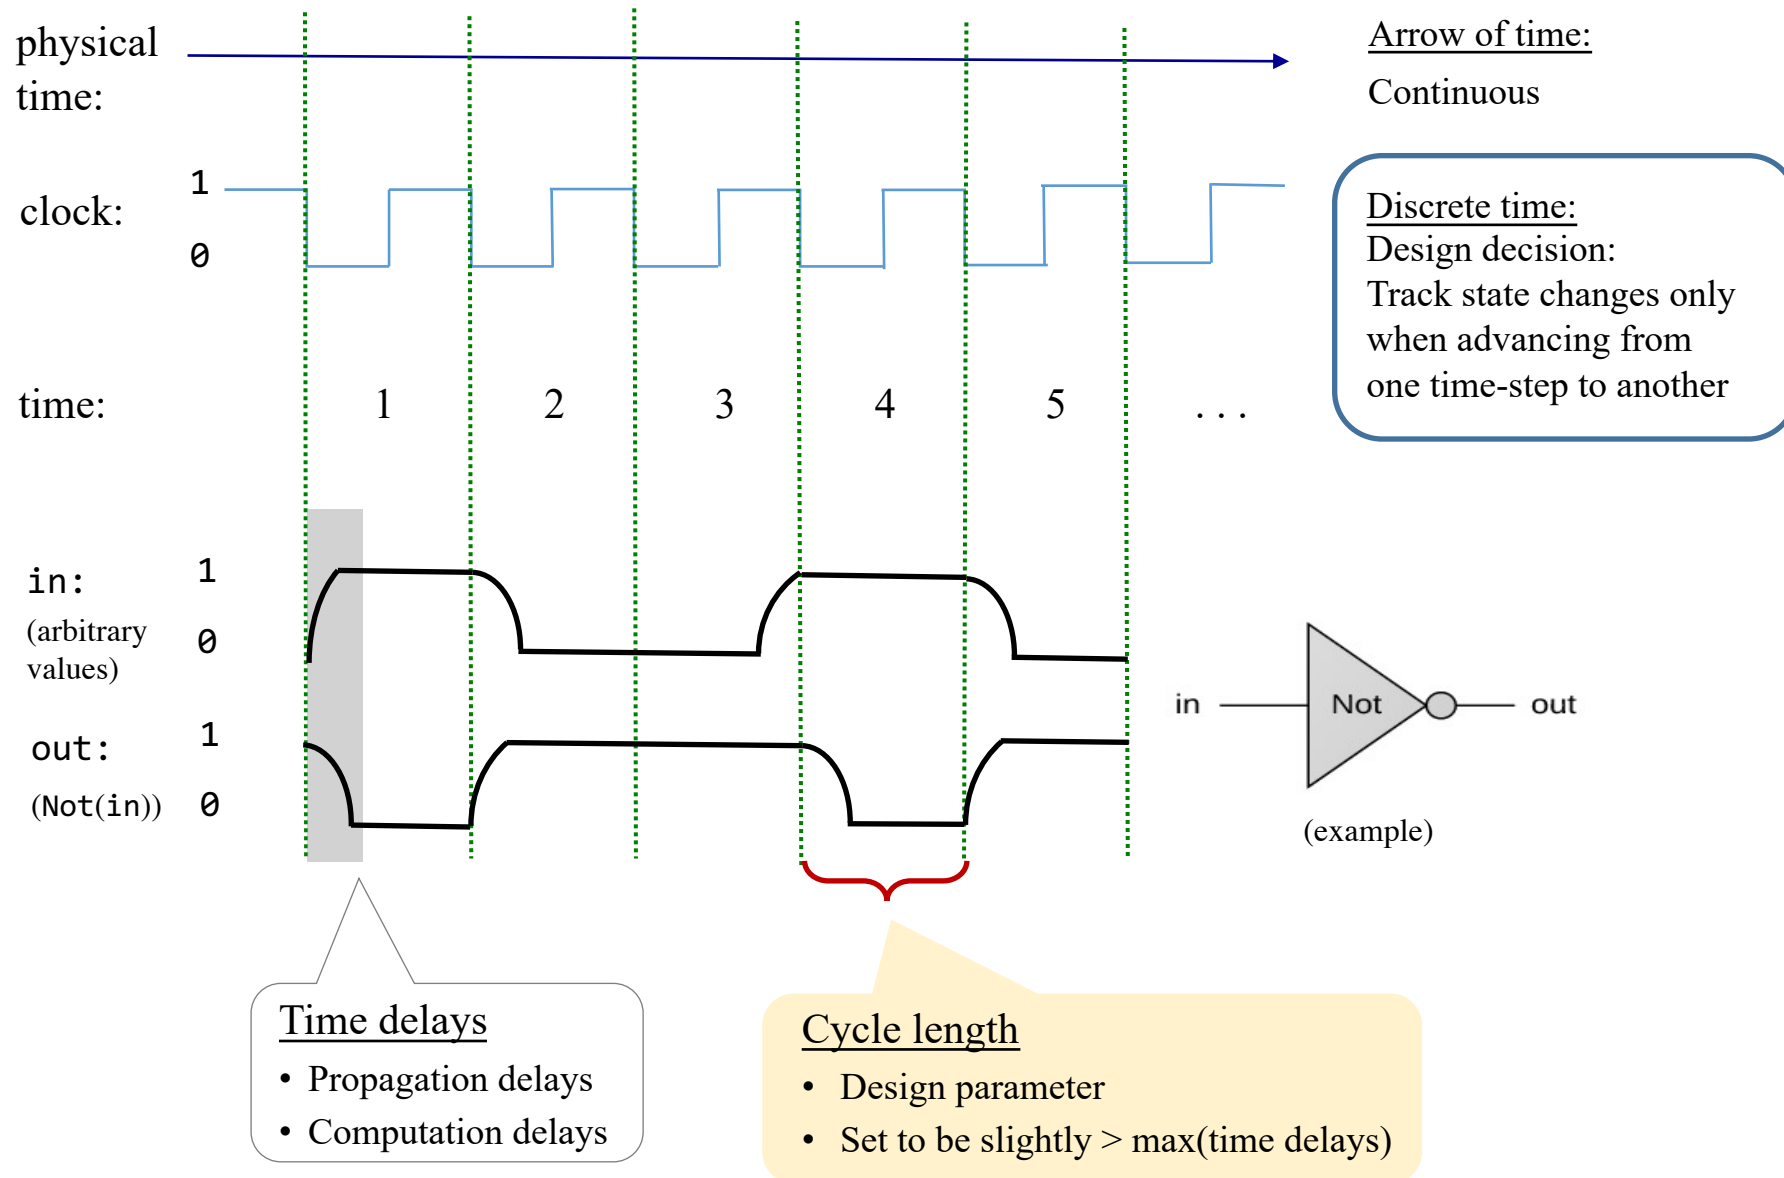 physical
time:
Arrow of time:
Continuous
clock:
1
0
Discrete time:
Design decision:
Track state changes only
when advancing from
one time-step to another
time:
1
2
3
4
5
. . .
in:
(arbitrary
values)
1
0
out:
(Not(in))
1
0
in
Not
out
(example)
Time delays
• Propagation delays
• Computation delays
Cycle length
• Design parameter
• Set to be slightly > max(time delays)